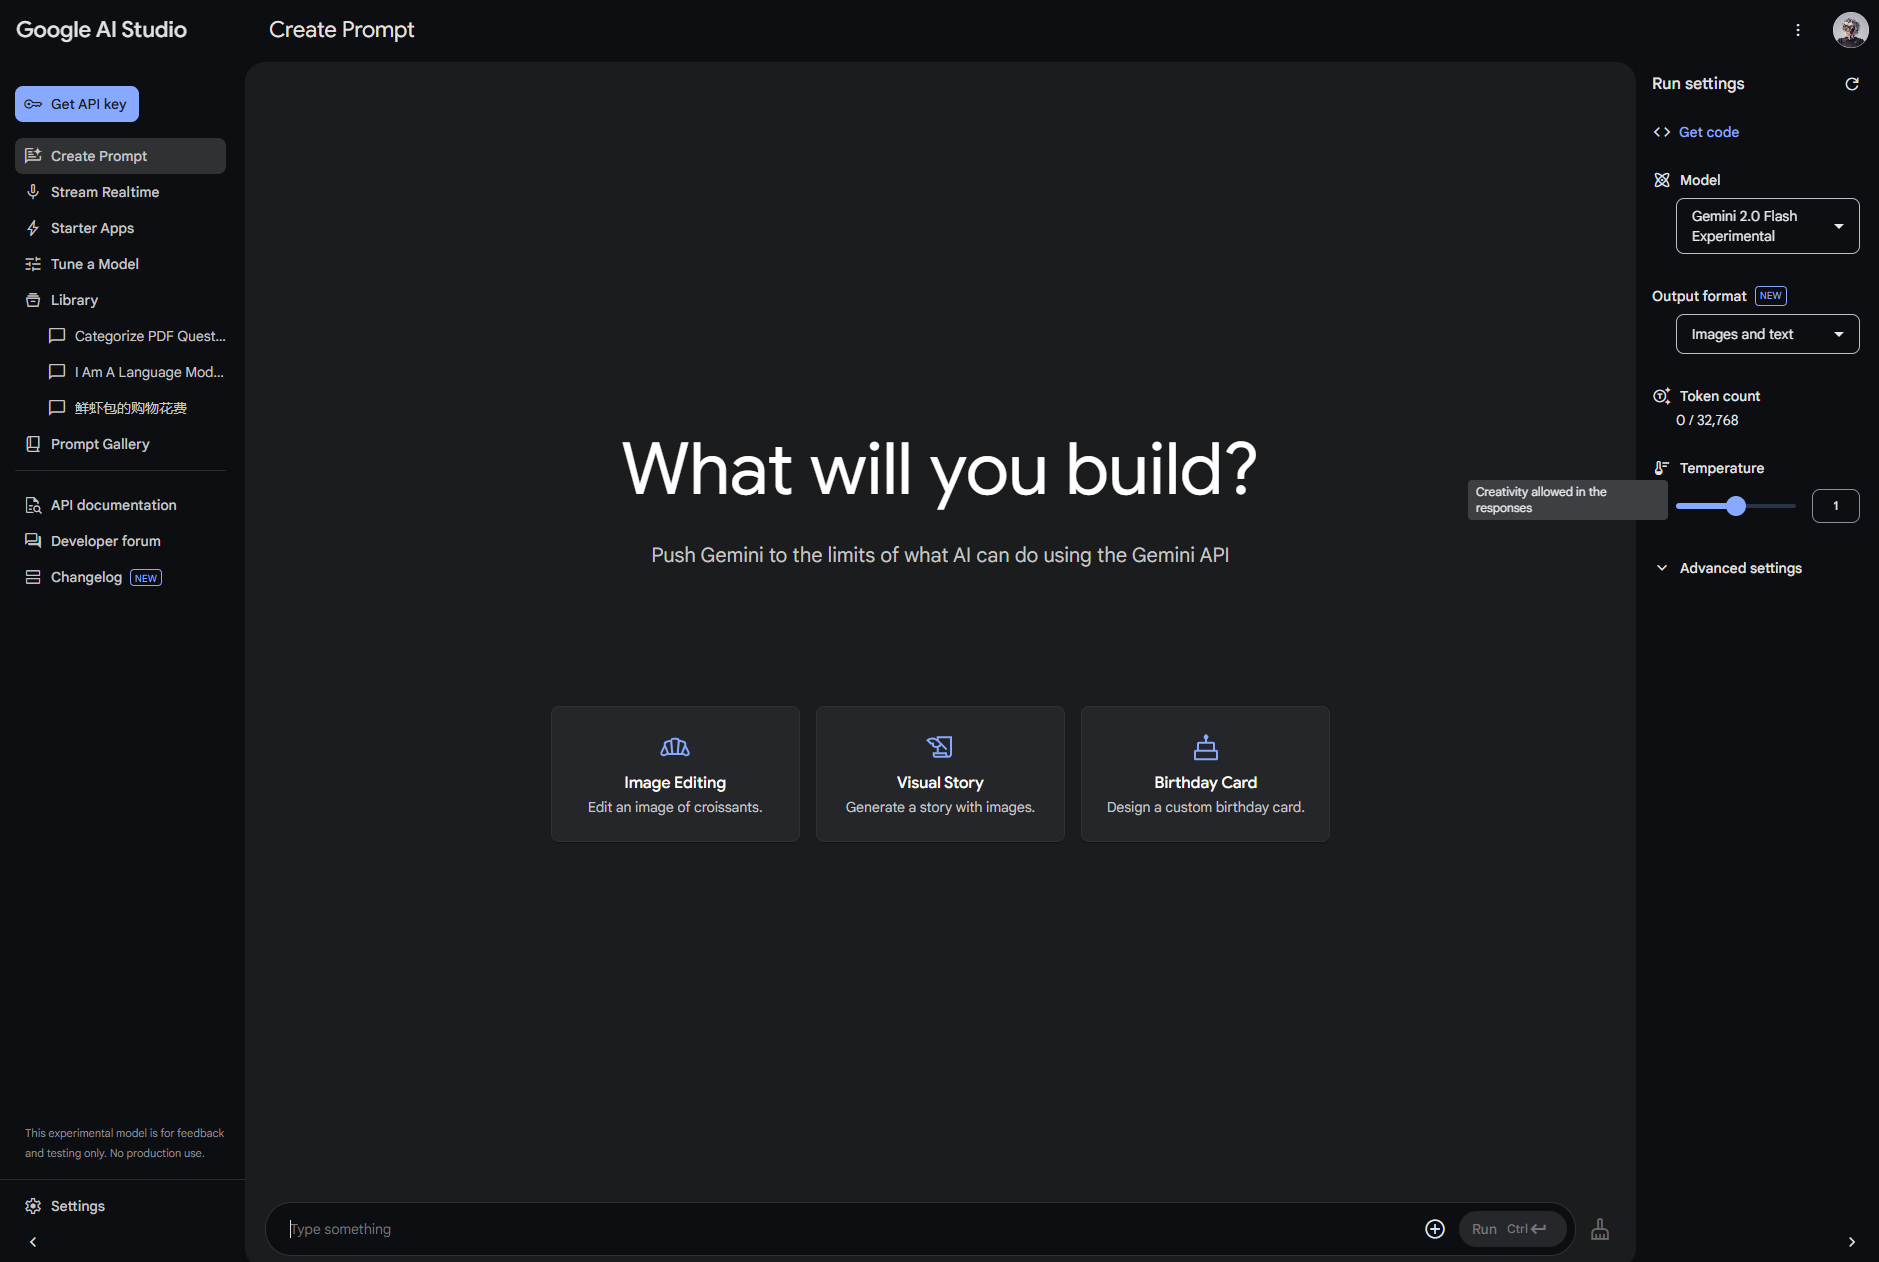 Google AI Studio
Create Prompt
Get API key
Create Prompt
Stream Realtime
Starter Apps
Tune a Model
Library
Categorize PDF Quest...
I Am A Language Mod...
鲜虾包的购物花费
Prompt Gallery
API documentation
Developer forum
Changelog NEW
This experimental model is for feedback
and testing only. No production use.
Settings
What will you build?
Push Gemini to the limits of what AI can do using the Gemini API
Image Editing
Edit an image of croissants.
Visual Story
Generate a story with images.
Birthday Card
Design a custom birthday card.
Type something
Run Ctrl
Run settings
Get code
Model
Gemini 2.0 Flash
Experimental
Output format NEW
Images and text
Token count
0 / 32,768
Temperature
Creativity allowed in the
responses
1
Advanced settings